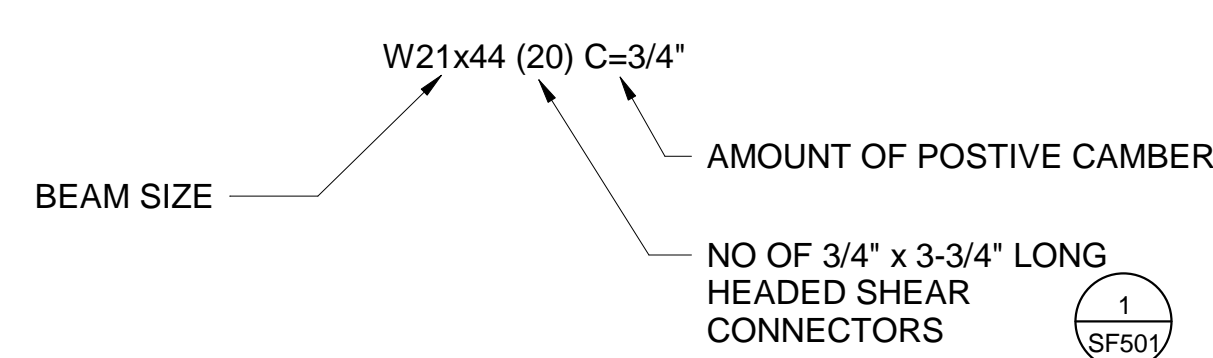 W21x44 (20) C=3/4"
AMOUNT OF POSTIVE CAMBER
BEAM SIZE
NO OF 3/4" x 3-3/4" LONG
HEADED SHEAR
CONNECTORS
1
SF501